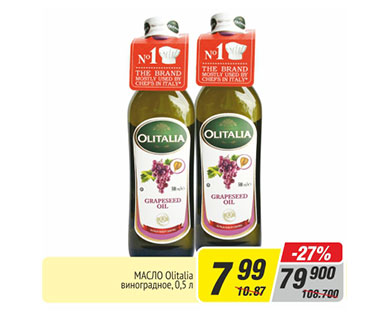 №1
THE BRAND
MOSTLY USED BY
CHEFS IN ITALY*
№1
THE BRAND
MOSTLY USED BY
CHEFS IN ITALY*
OLITALIA
GRAPESEED
OIL
OLITALIA
GRAPESEED
OIL
МАСЛО Olitalia
виноградное, 0,5 л
7.99
10.87
-27%
79 900
108.700